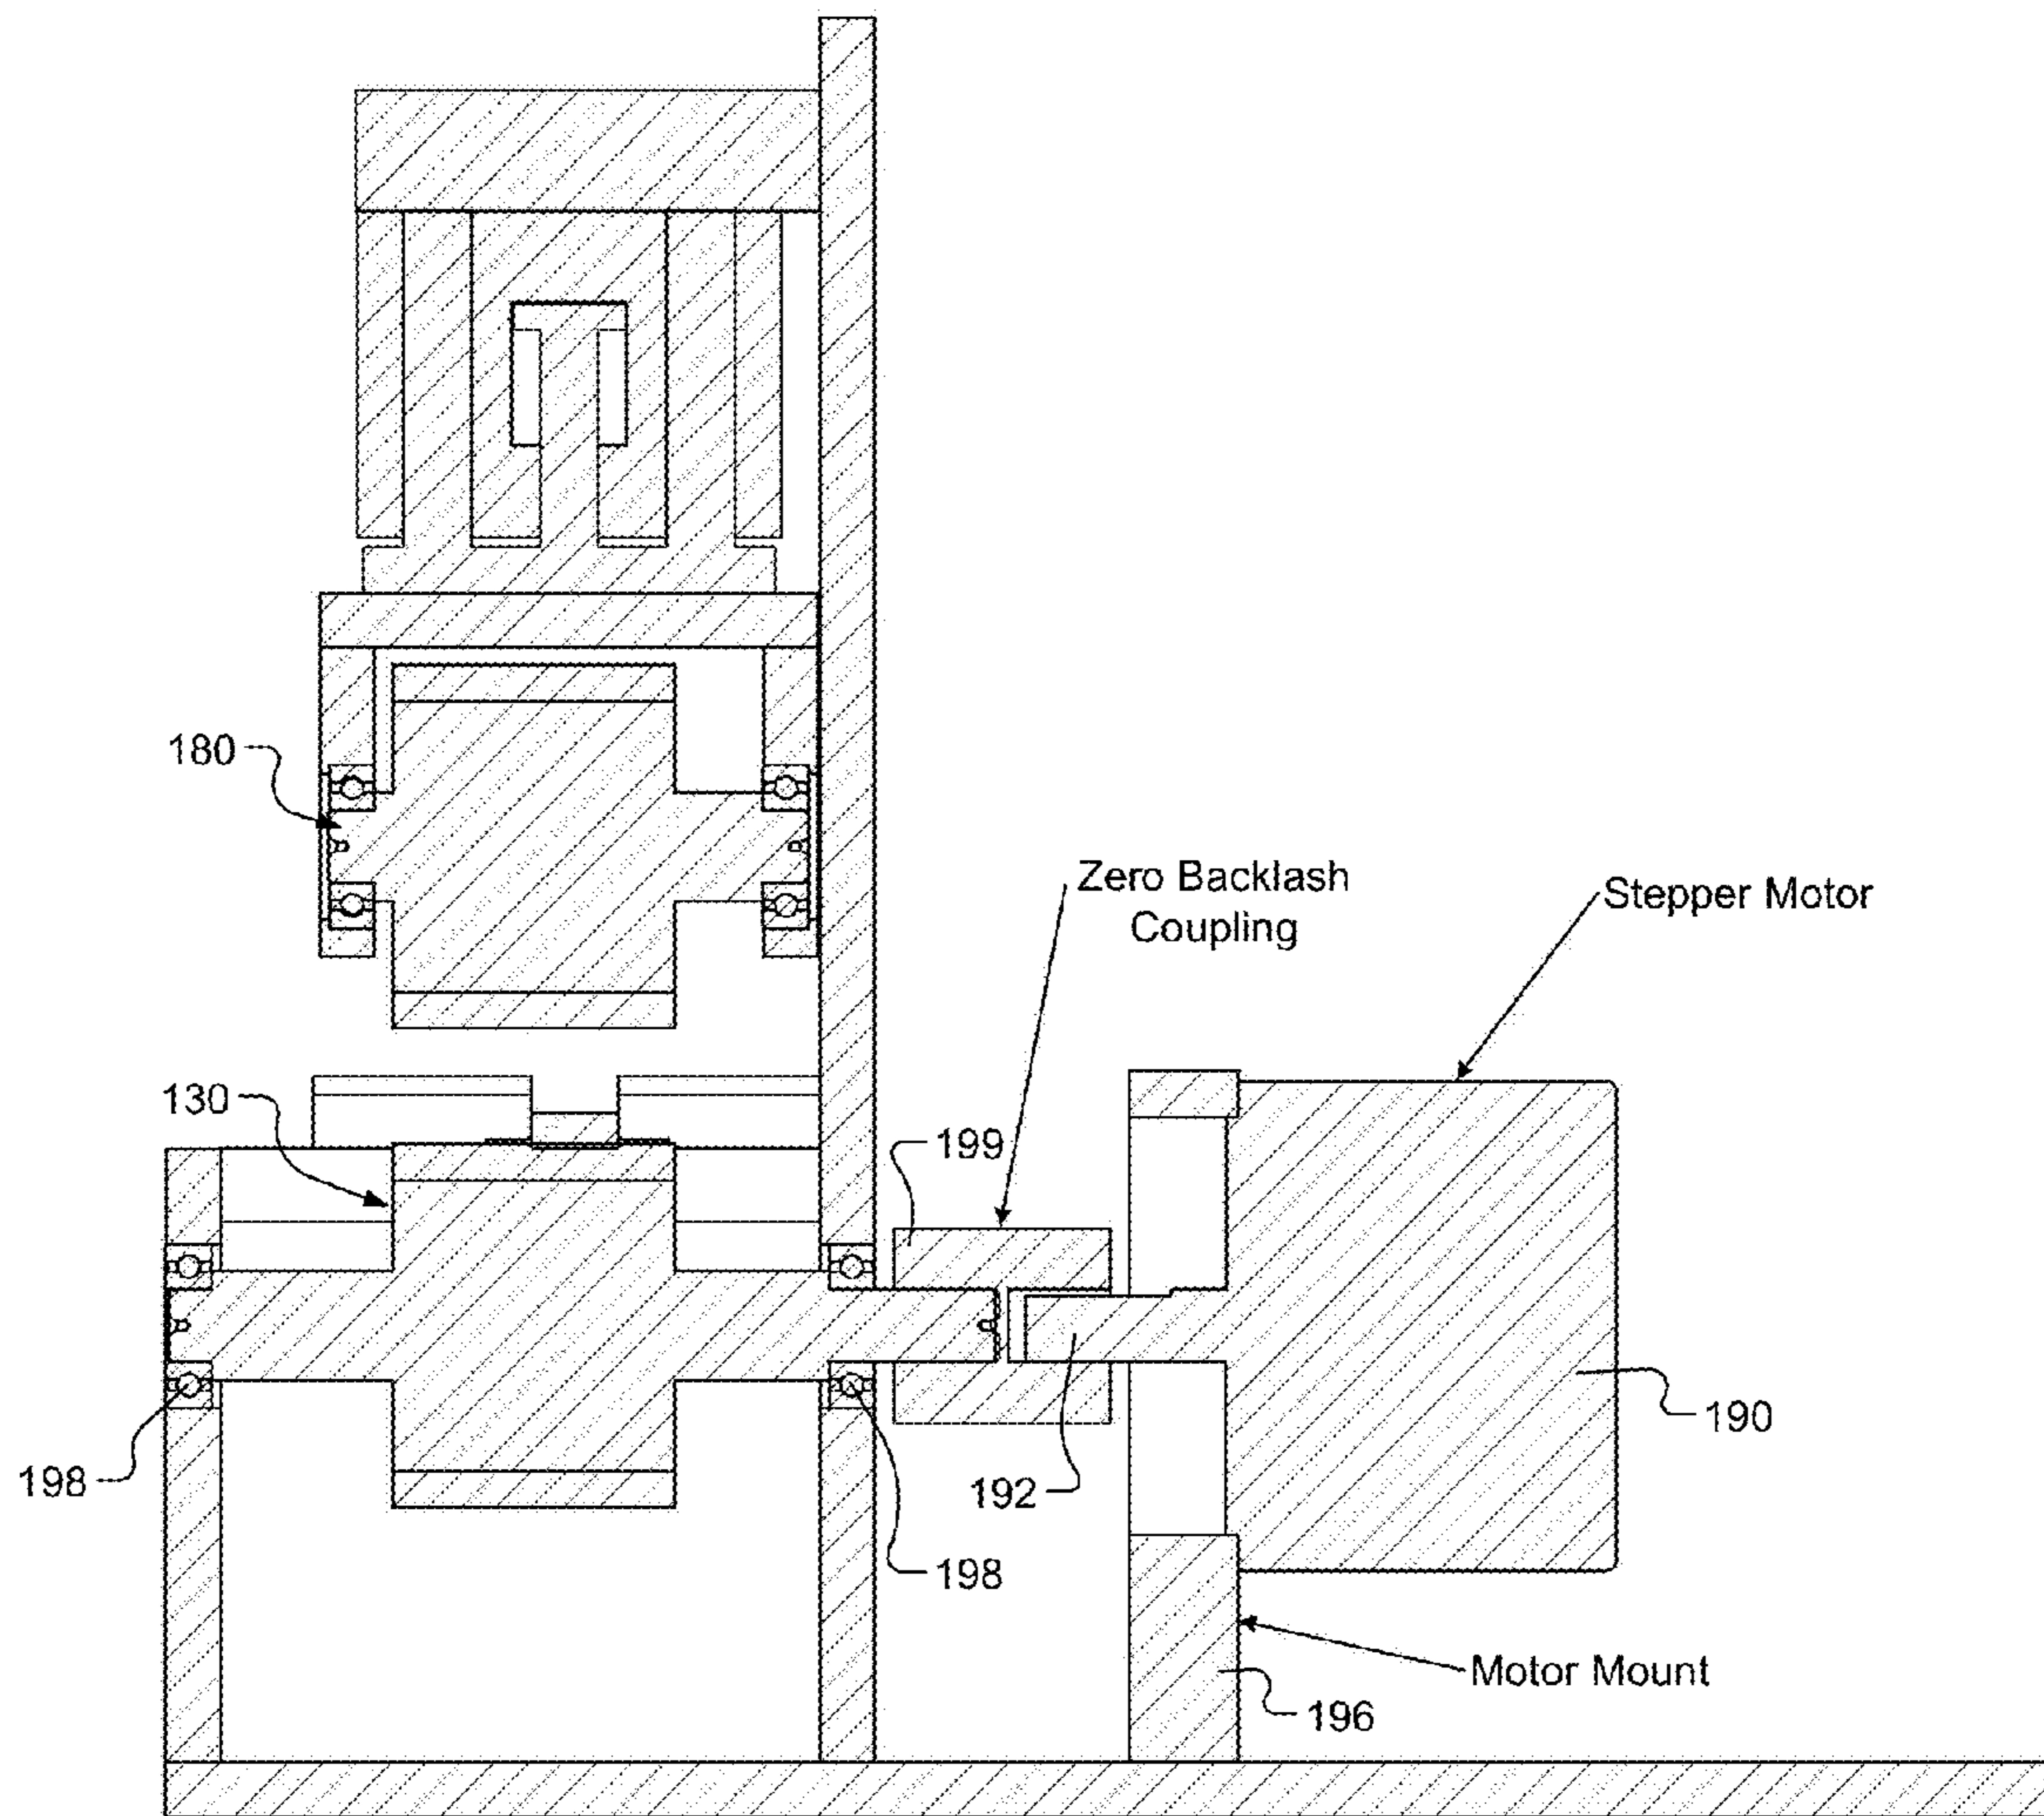 180
Zero Backlash
Coupling
Stepper Motor
130
199
190
198
192
198
Motor Mount
196